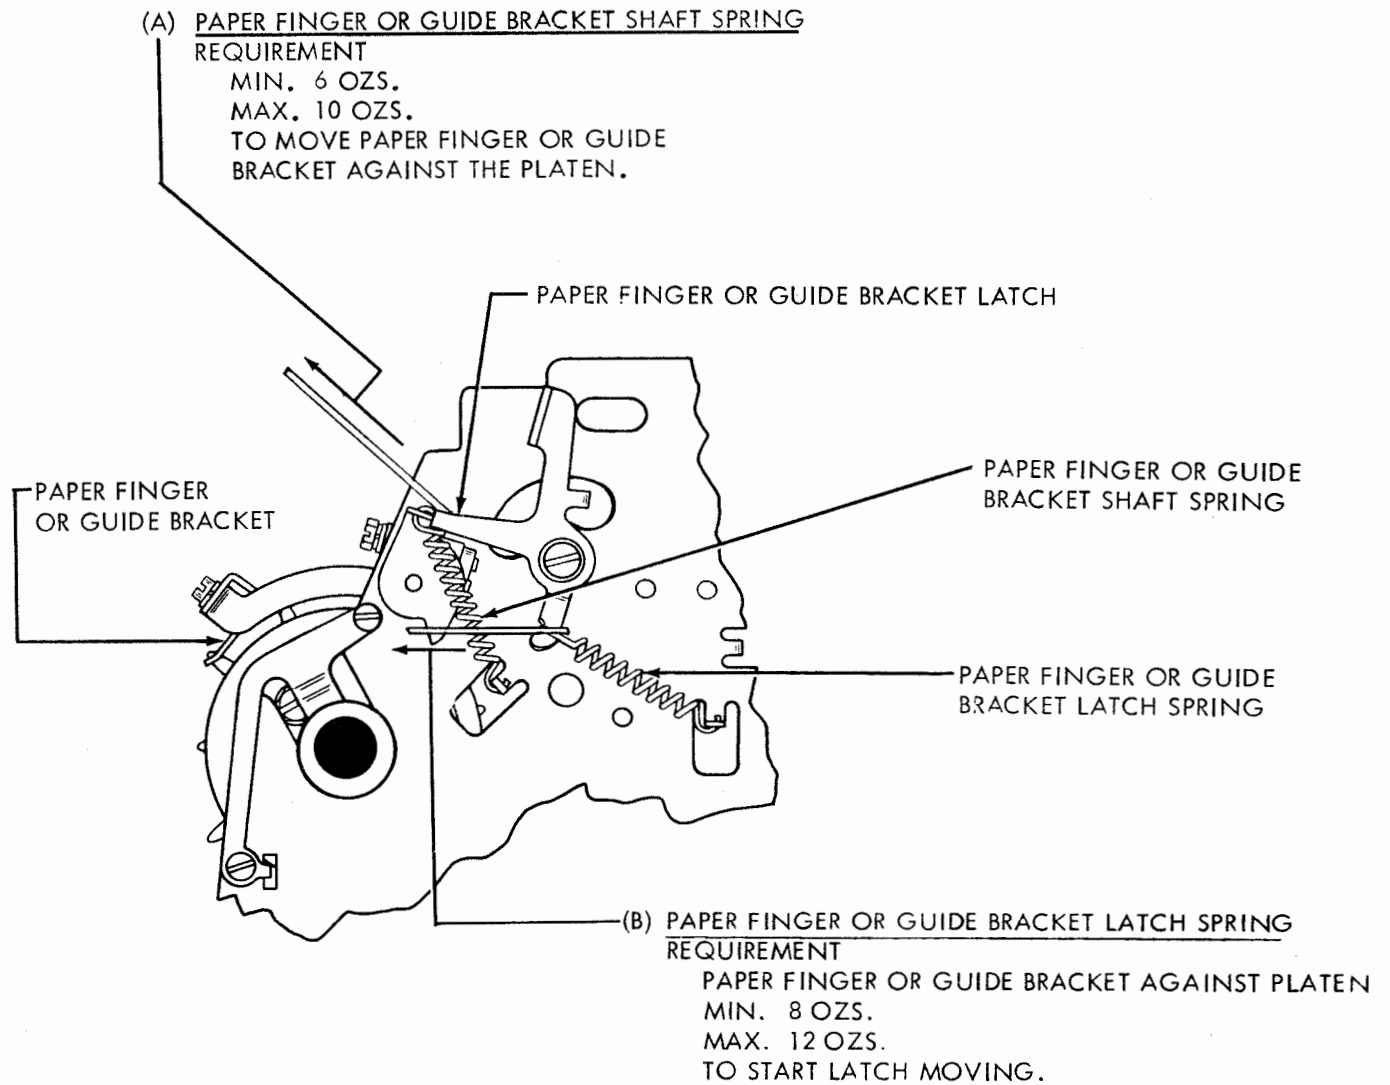 (A) PAPER FINGER OR GUIDE BRACKET SHAFT SPRING
REQUIREMENT
MIN. 6 OZS.
MAX. 10 OZS.
TO MOVE PAPER FINGER OR GUIDE
BRACKET AGAINST THE PLATEN.
PAPER FINGER OR GUIDE BRACKET LATCH
PAPER FINGER OR GUIDE
BRACKET SHAFT SPRING
PAPER FINGER
OR GUIDE BRACKET
PAPER FINGER OR GUIDE
BRACKET LATCH SPRING
(B) PAPER FINGER OR GUIDE BRACKET LATCH SPRING
REQUIREMENT
PAPER FINGER OR GUIDE BRACKET AGAINST PLATEN
MIN. 8 OZS.
MAX. 12 OZS.
TO START LATCH MOVING.